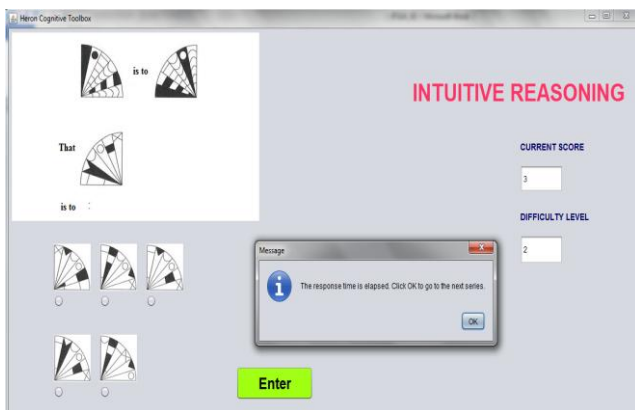 Heron Cognitive Toolbox
is to
INTUITIVE REASONING
That
CURRENT SCORE
3
is to :
DIFFICULTY LEVEL
2
Message
The response time is elapsed. Click OK to go to the next series.
OK
Enter